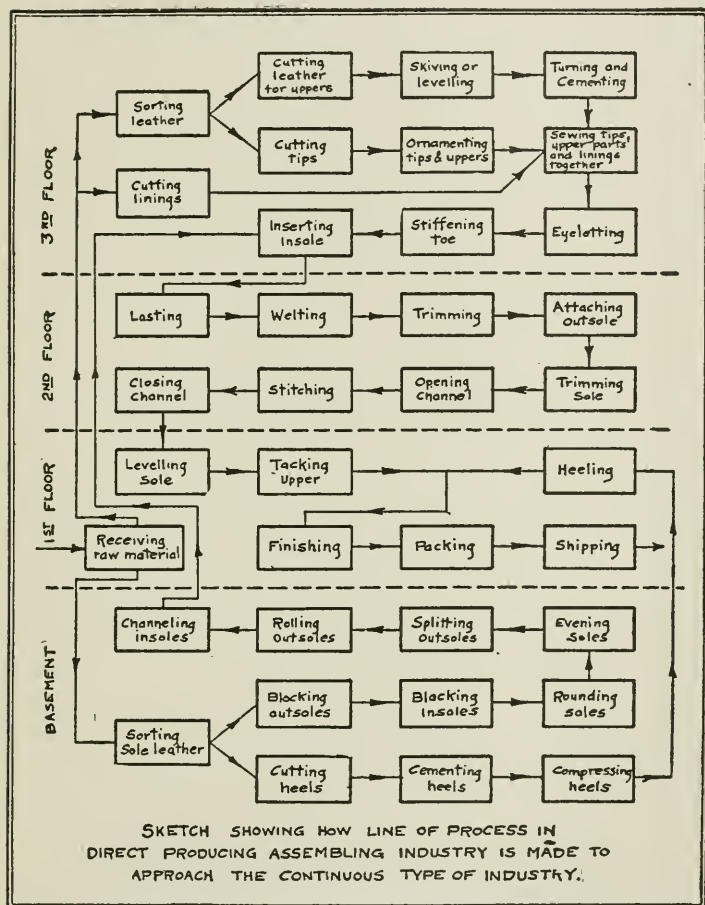 3RD FLOOR
Sorting
leather
Cutting
leather
for uppers
Skiving or
levelling
Turning and
Cementing
Cutting
tips
Ornamenting
tips & uppers
Sewing tips,
upper parts
and linings
together
Cutting
linings
Inserting
Insole
Stiffening
toe
Eyeletting
2ND FLOOR
Lasting
Welting
Trimming
Attaching
Outsole
Closing
Channel
Stitching
Opening
Channel
Trimming
Sole
1ST FLOOR
Levelling
Sole
Tacking
Upper
Heeling
Receiving
raw material
Finishing
Packing
Shipping
BASEMENT
Channeling
insoles
Rolling
Outsoles
Splitting
Outsoles
Evening
Soles
Blocking
outsoles
Blocking
Insoles
Rounding
soles
Sorting
Sole leather
Cutting
heels
Cementing
heels
Compressing
heels
SKETCH SHOWING HOW LINE OF PROCESS IN
DIRECT PRODUCING ASSEMBLING INDUSTRY IS MADE TO
APPROACH THE CONTINUOUS TYPE OF INDUSTRY.